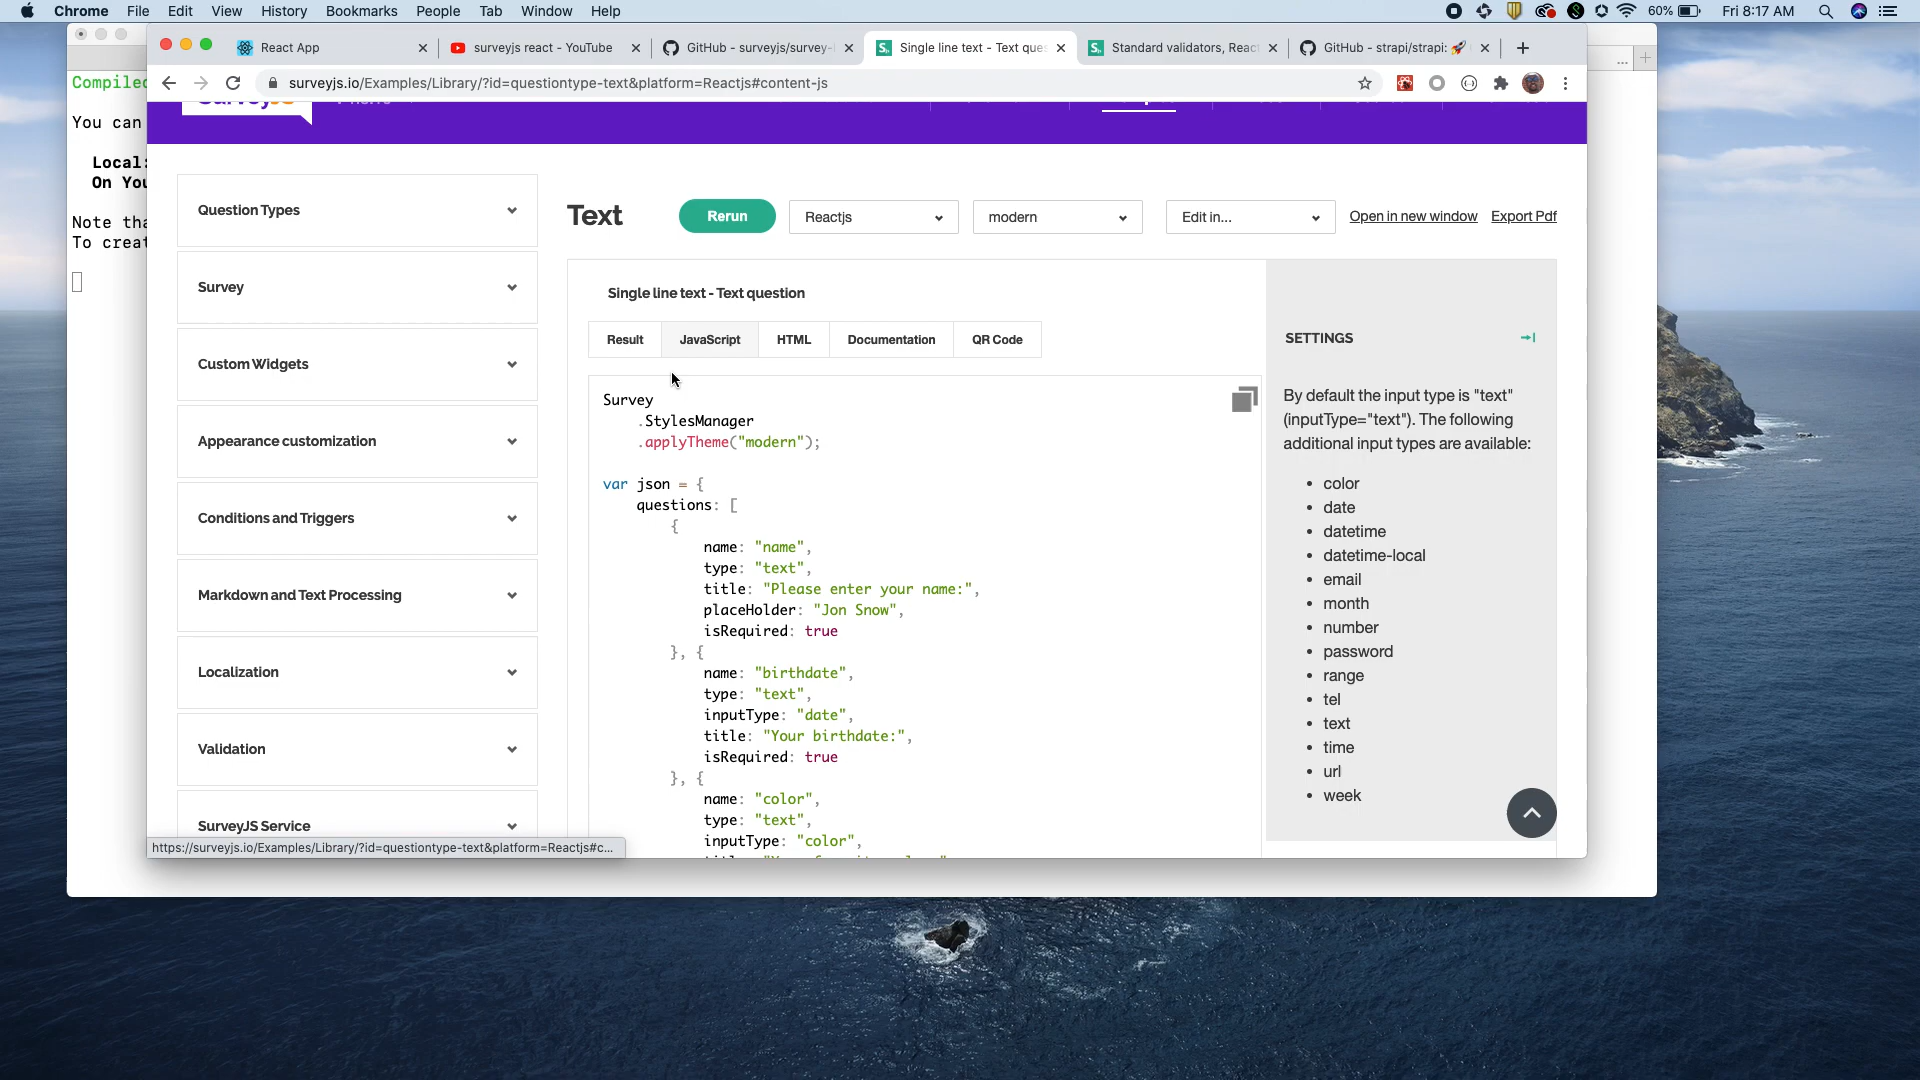 Chrome File Edit View History Bookmarks People Tab Window Help 60% Fri 8:17 AM
React App surveyjs react - YouTube GitHub - surveyjs/survey- Single line text - Text ques Standard validators, Reac GitHub - strapi/strapi: 🚀
surveyjs.io/Examples/Library/?id=questiontype-text&platform=Reactjs#content-js
Compiled
You can
Local:
On You
Note tha
To creat
Question Types
Survey
Custom Widgets
Appearance customization
Conditions and Triggers
Markdown and Text Processing
Localization
Validation
SurveyJS Service
https://surveyjs.io/Examples/Library/?id=questiontype-text&platform=Reactjs#c...
Text Rerun Reactjs modern Edit in... Open in new window Export Pdf
Single line text - Text question
Result JavaScript HTML Documentation QR Code
Survey
.StylesManager
.applyTheme("modern");
var json = {
questions: [
{
name: "name",
type: "text",
title: "Please enter your name:",
placeHolder: "Jon Snow",
isRequired: true
}, {
name: "birthdate",
type: "text",
inputType: "date",
title: "Your birthdate:",
isRequired: true
}, {
name: "color",
type: "text",
inputType: "color",
SETTINGS
By default the input type is "text"
(inputType="text"). The following
additional input types are available:
• color
• date
• datetime
• datetime-local
• email
• month
• number
• password
• range
• tel
• text
• time
• url
• week